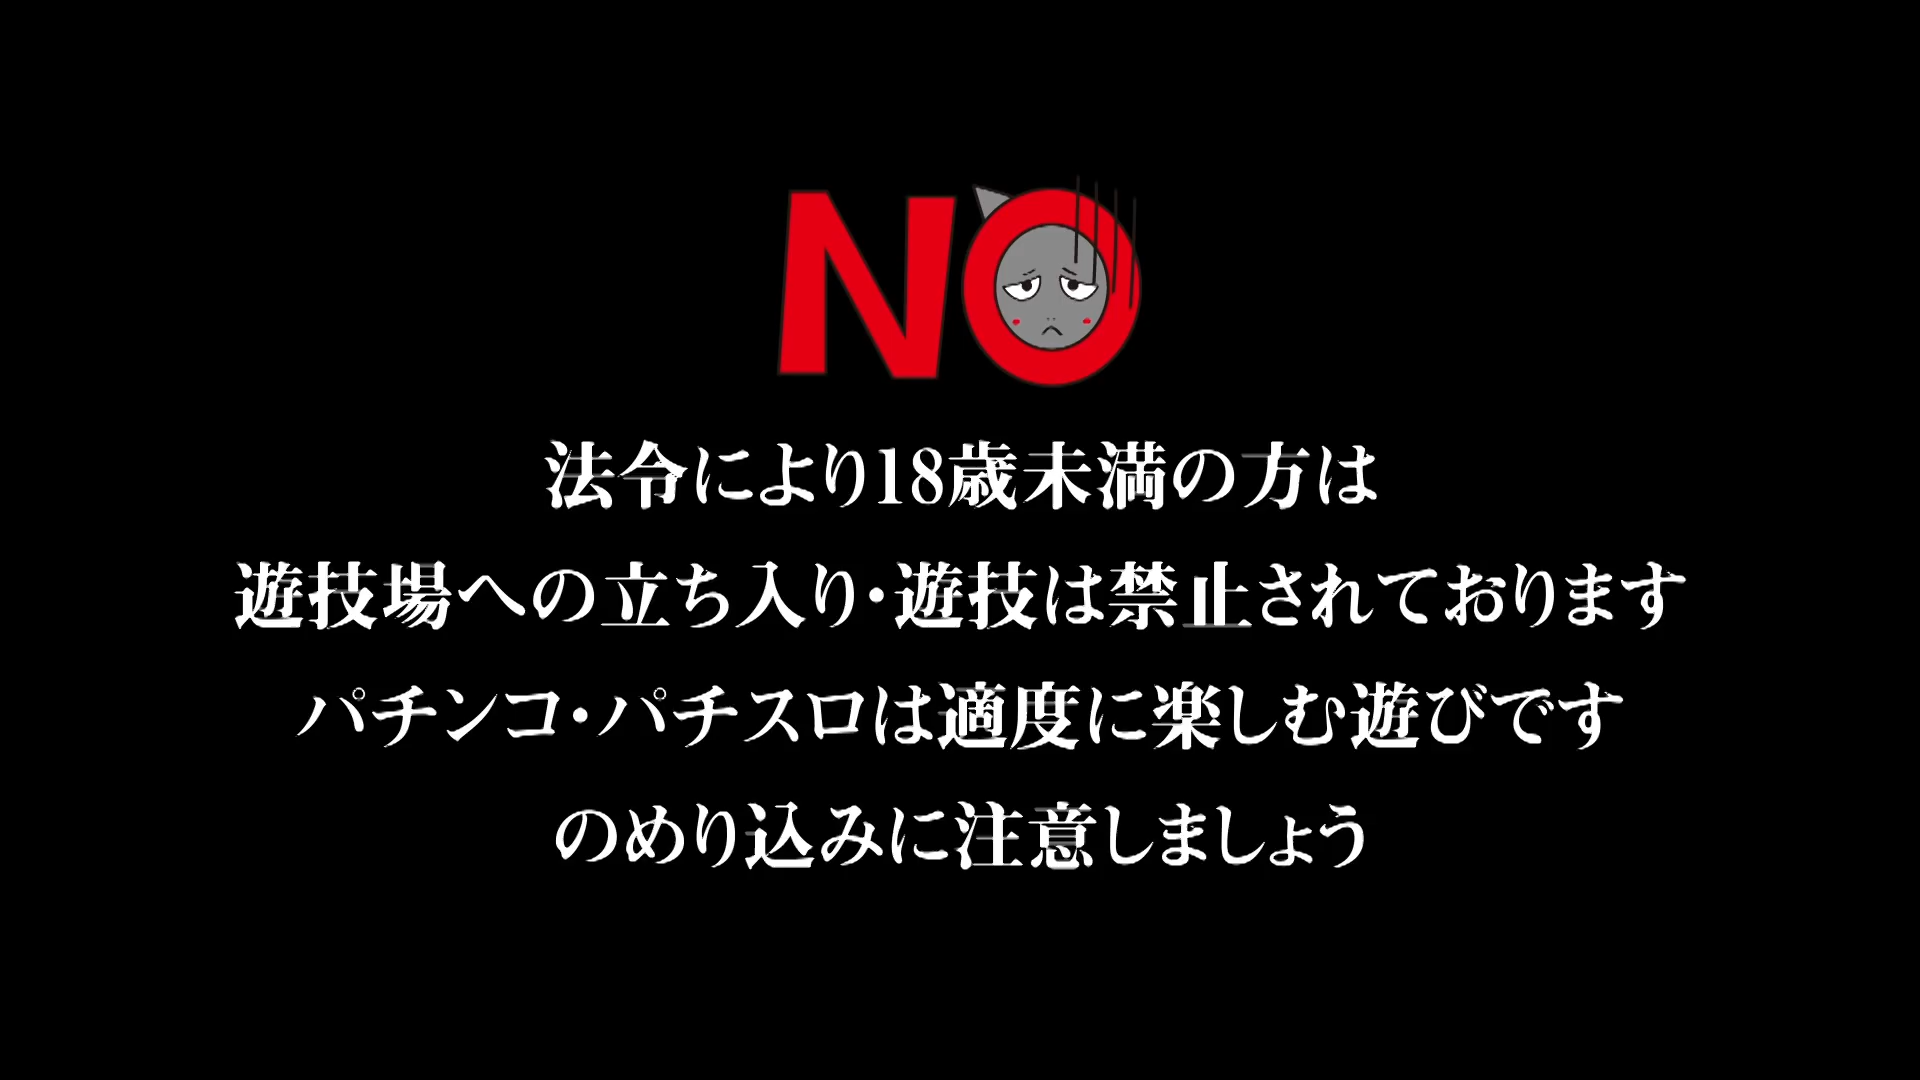 NO
法令により18歳未満の方は
遊技場への立ち入り・遊技は禁止されております
パチンコ・パチスロは適度に楽しむ遊びです
のめり込みに注意しましょう